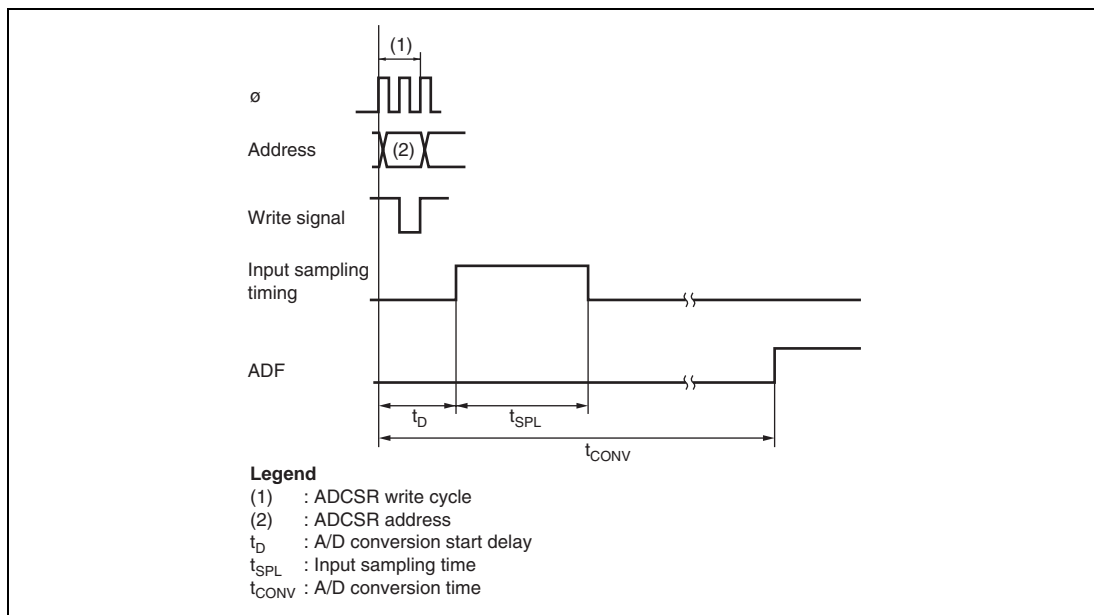 (1)
ø
Address
(2)
Write signal
Input sampling
timing
ADF
tD
tSPL
tCONV
Legend
(1) : ADCSR write cycle
(2) : ADCSR address
tD : A/D conversion start delay
tSPL : Input sampling time
tCONV : A/D conversion time